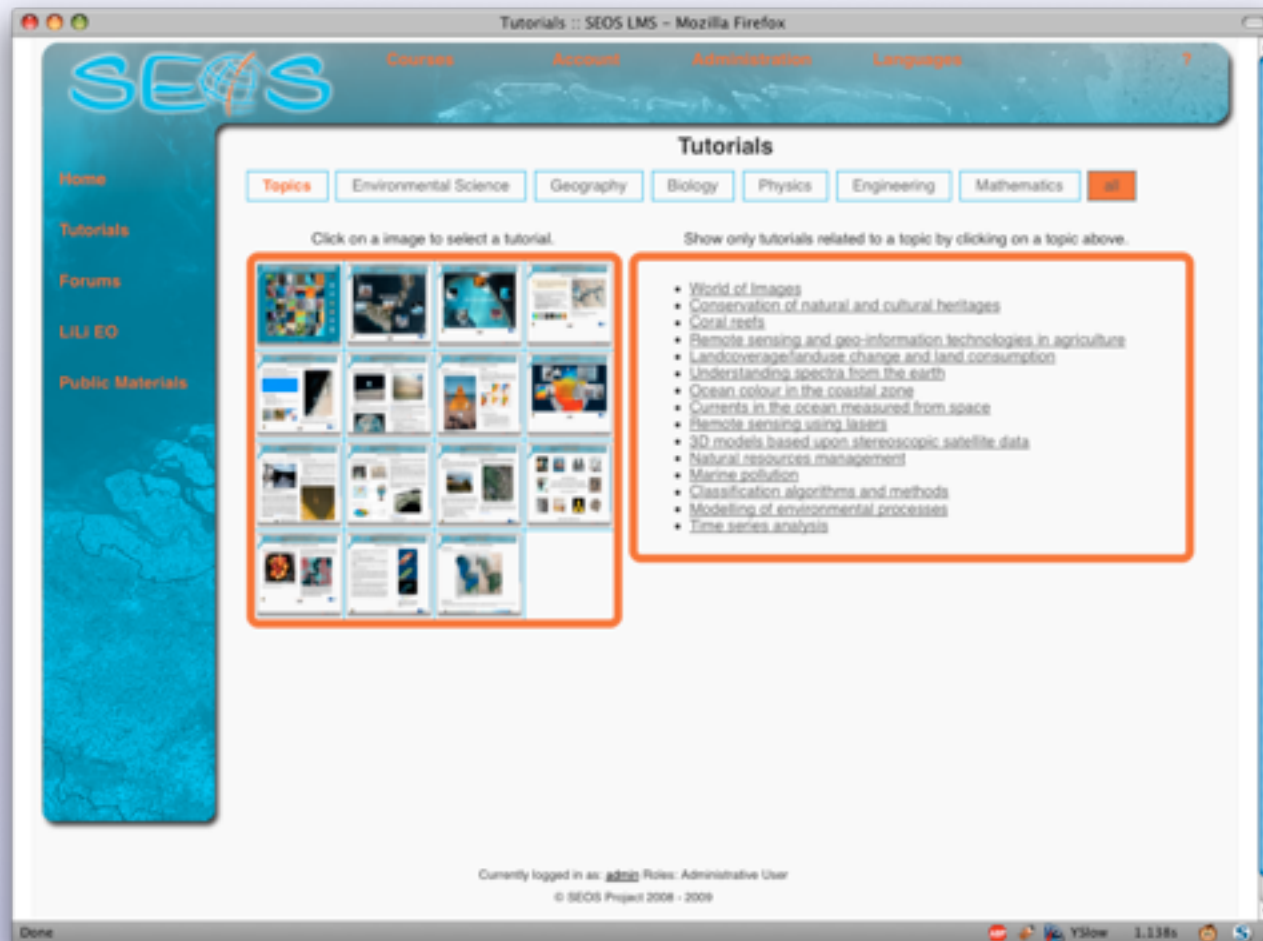 Tutorials :: SEOS LMS – Mozilla Firefox
SEOS
Courses Account Administration Languages ?
Tutorials
Home
Tutorials
Forums
LiLi EO
Public Materials
Topics Environmental Science Geography Biology Physics Engineering Mathematics all
Click on a image to select a tutorial.
Show only tutorials related to a topic by clicking on a topic above.
• World of Images
• Conservation of natural and cultural heritages
• Coral reefs
• Remote sensing and geo-information technologies in agriculture
• Landcoverage/landuse change and land consumption
• Understanding spectra from the earth
• Ocean colour in the coastal zone
• Currents in the ocean measured from space
• Remote sensing using lasers
• 3D models based upon stereoscopic satellite data
• Natural resources management
• Marine pollution
• Classification algorithms and methods
• Modelling of environmental processes
• Time series analysis
Currently logged in as: admin Roles: Administrative User
© SEOS Project 2008 - 2009
Done
ABP YSlow 1.138s